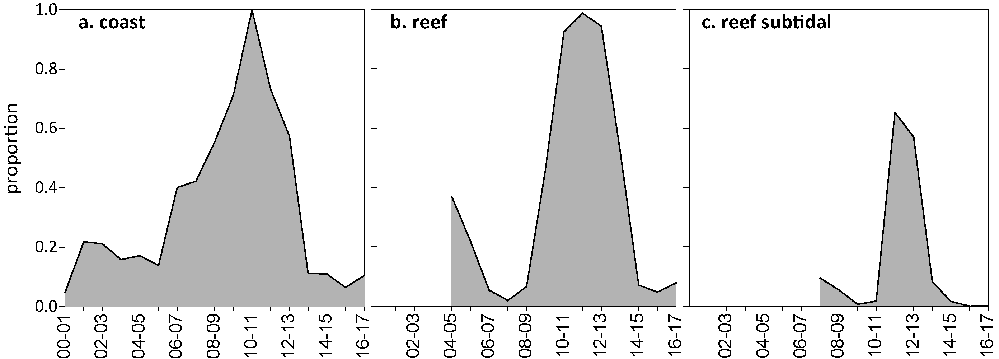 a. coast
b. reef
c. reef subtidal
proportion
1.0
0.8
0.6
0.4
0.2
0.0
00-01 02-03 04-05 06-07 08-09 10-11 12-13 14-15 16-17
02-03 04-05 06-07 08-09 10-11 12-13 14-15 16-17
02-03 04-05 06-07 08-09 10-11 12-13 14-15 16-17